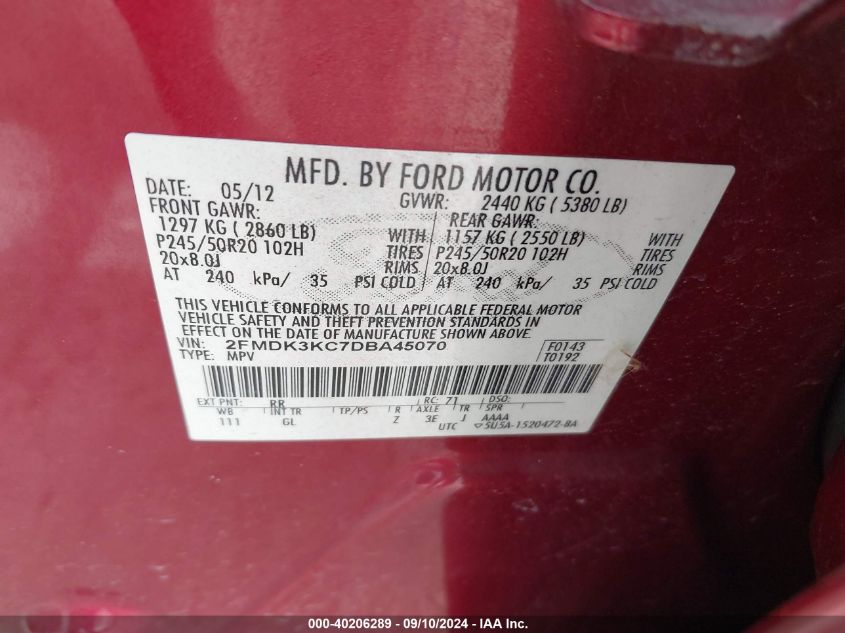 MFD. BY FORD MOTOR CO.
DATE: 05/12 GVWR: 2440 KG ( 5380 LB)
FRONT GAWR: REAR GAWR:
1297 KG ( 2860 LB) WITH 1157 KG ( 2550 LB) WITH
P245/50R20 102H TIRES P245/50R20 102H TIRES
20x8.0J RIMS 20x8.0J RIMS
AT 240 kPa/ 35 PSI COLD AT 240 kPa/ 35 PSI COLD
THIS VEHICLE CONFORMS TO ALL APPLICABLE FEDERAL MOTOR
VEHICLE SAFETY AND THEFT PREVENTION STANDARDS IN
EFFECT ON THE DATE OF MANUFACTURE SHOWN ABOVE.
VIN: 2FMDK3KC7DBA45070 F0143
TYPE: MPV T0192
EXT PNT: RR RC: 71 DSO:
WB INT TR TP/PS R AXLE TR SPR
111 GL Z 3E J AAAA
UTC 5U5A-1520472-BA
000-40206289 - 09/10/2024 - IAAI.com.